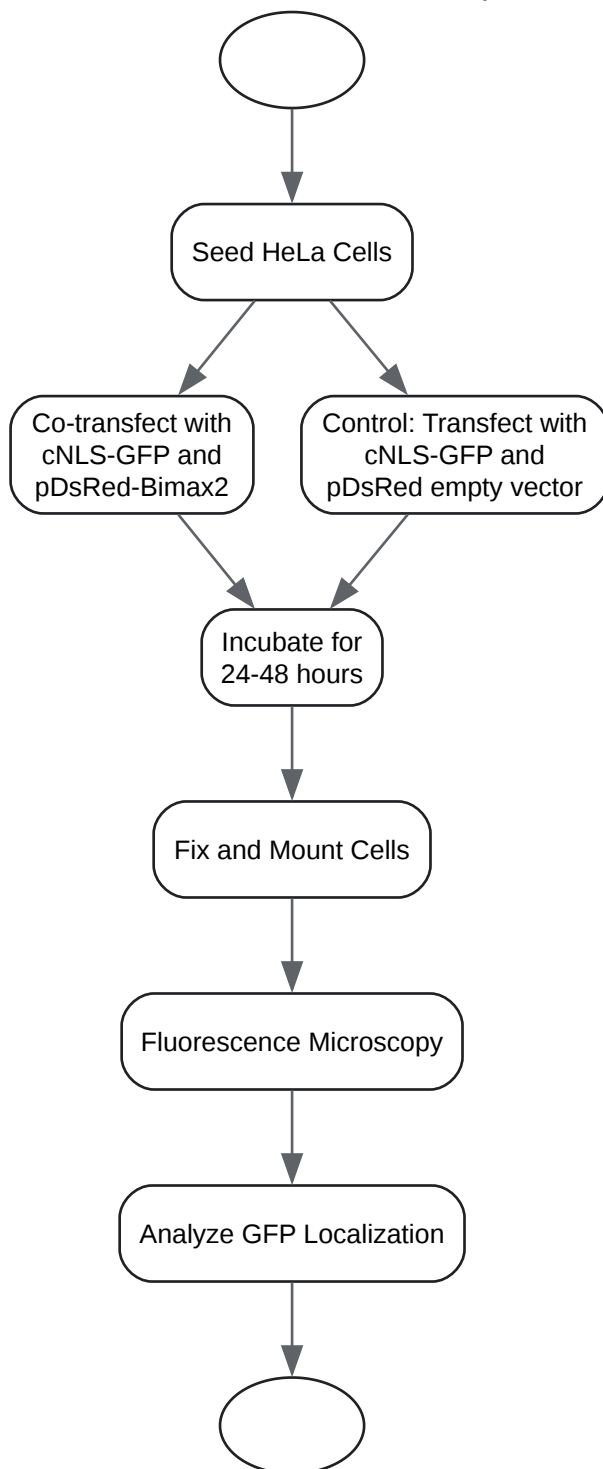 Seed HeLa Cells
Co-transfect with
cNLS-GFP and
pDsRed-Bimax2
Control: Transfect with
cNLS-GFP and
pDsRed empty vector
Incubate for
24-48 hours
Fix and Mount Cells
Fluorescence Microscopy
Analyze GFP Localization